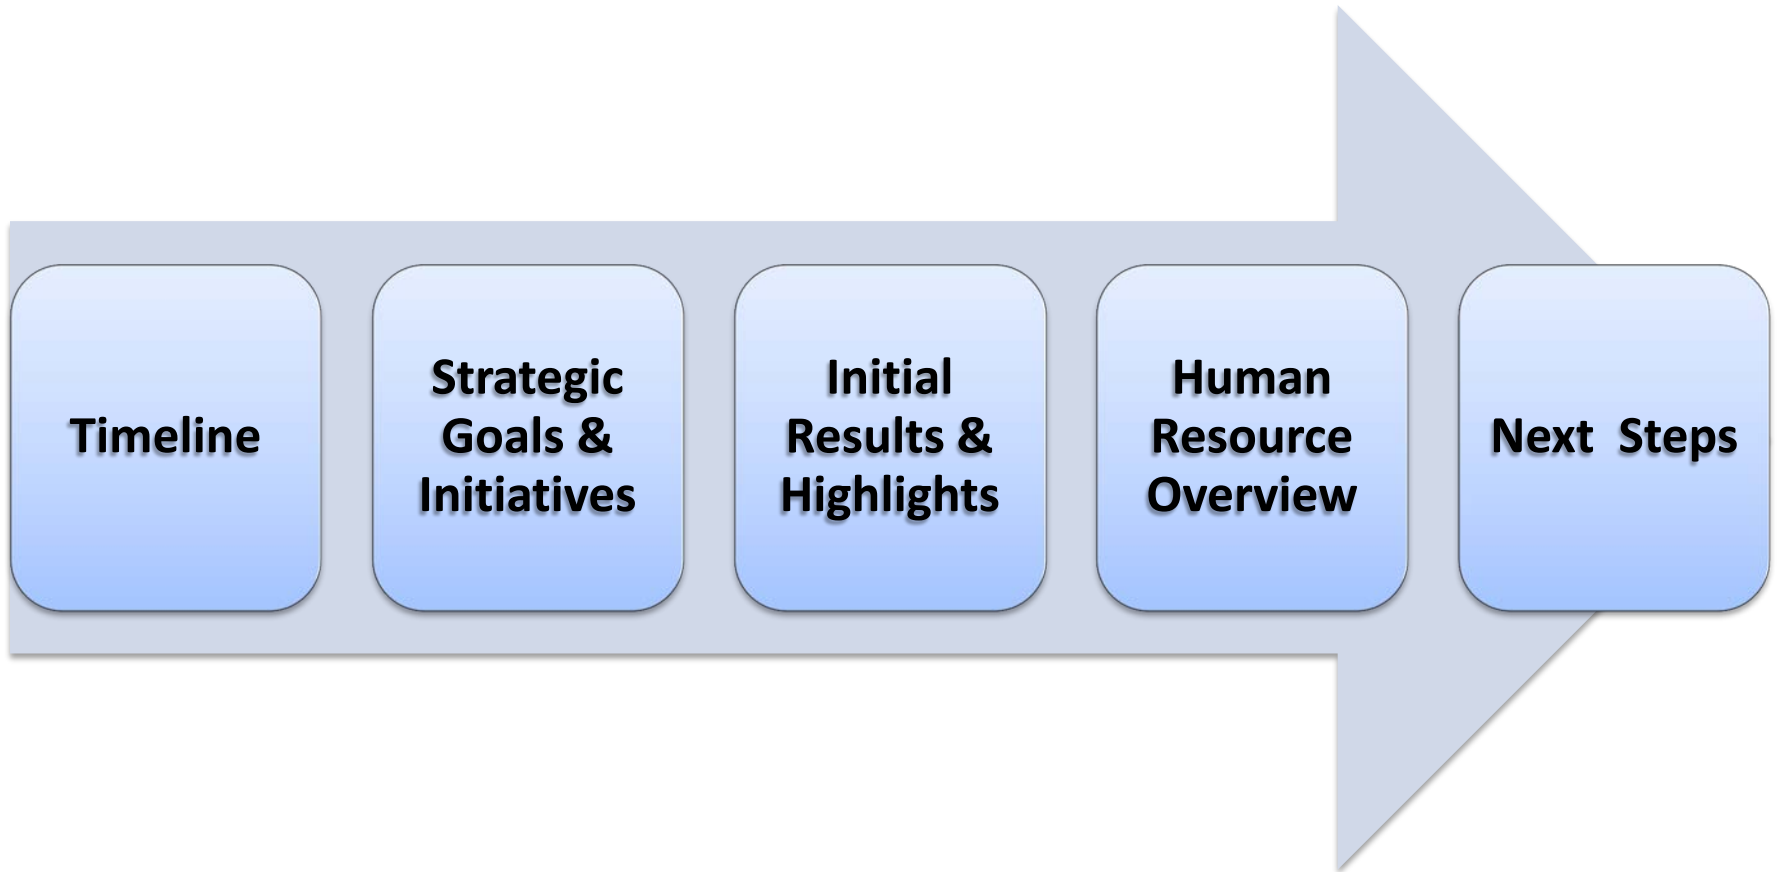 Timeline
Strategic
Goals &
Initiatives
Initial
Results &
Highlights
Human
Resource
Overview
Next  Steps